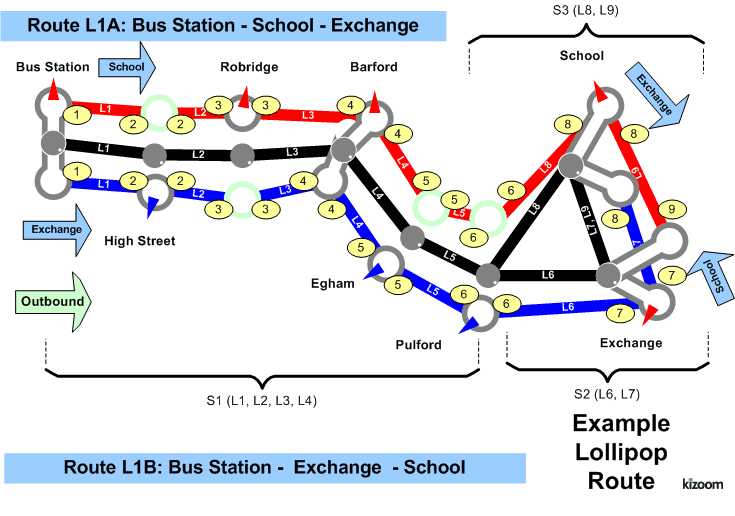 S3 (L8, L9)
Route L1A: Bus Station - School - Exchange
School
Bus Station
School
Robridge
Barford
Exchange
L1
L2
L3
1
2
2
3
3
4
4
8
8
L1
L2
L3
L4
L8
L9
1
2
2
3
3
4
4
5
5
6
6
L1
L2
L3
L4
L5
L8
L7, L9
8
9
Exchange
High Street
L4
L5
L6
5
5
6
6
7
7
School
Egham
L5
L6
L7
Outbound
Pulford
Exchange
S1 (L1, L2, L3, L4)
S2 (L6, L7)
Example
Lollipop
Route
Route L1B: Bus Station - Exchange - School
kizoom